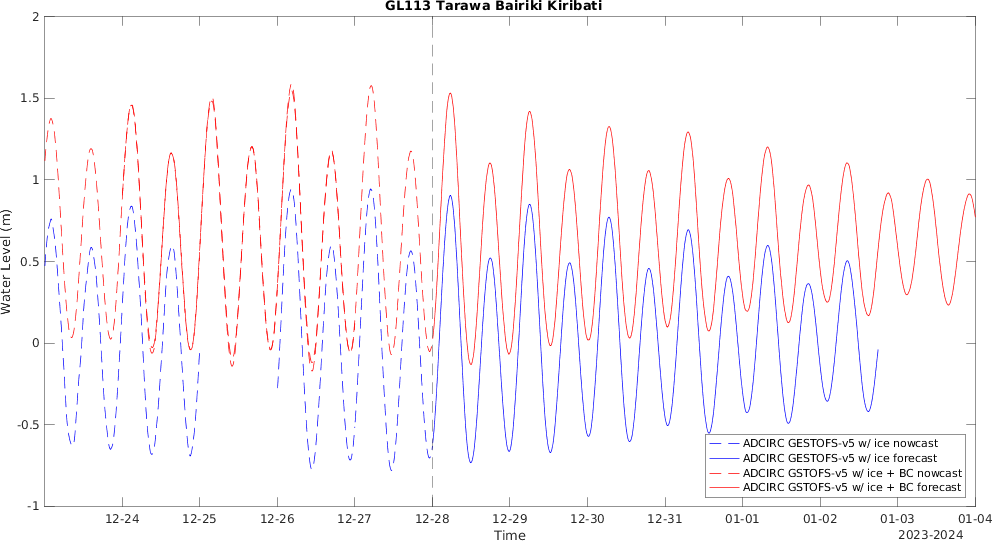 GL113 Tarawa Bairiki Kiribati
2
1.5
1
0.5
0
-0.5
-1
Water Level (m)
12-24 12-25 12-26 12-27 12-28 12-29 12-30 12-31 01-01 01-02 01-03 01-04
Time
2023-2024
ADCIRC GESTOFS-v5 w/ ice nowcast
ADCIRC GESTOFS-v5 w/ ice forecast
ADCIRC GSTOFS-v5 w/ ice + BC nowcast
ADCIRC GSTOFS-v5 w/ ice + BC forecast